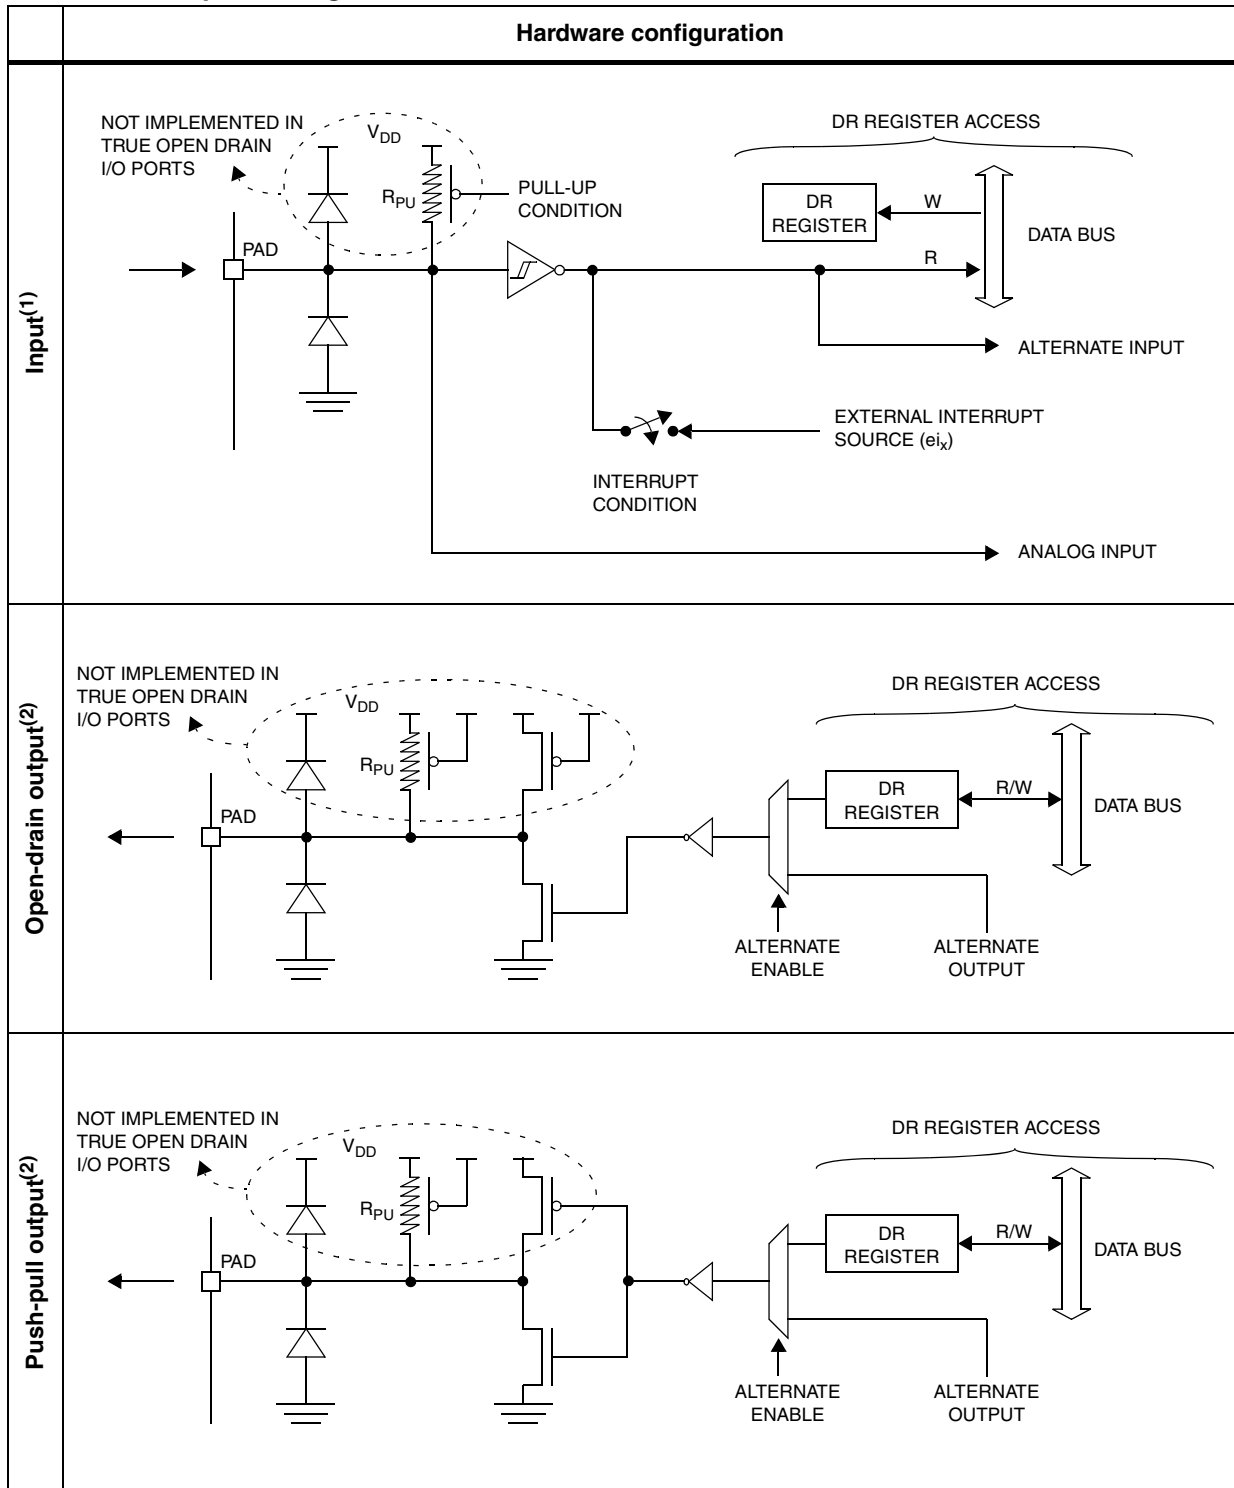 Hardware configuration
Input(1)
NOT IMPLEMENTED IN
TRUE OPEN DRAIN
I/O PORTS
VDD
RPU
PULL-UP
CONDITION
PAD
DR REGISTER ACCESS
DR
REGISTER
W
R
DATA BUS
ALTERNATE INPUT
EXTERNAL INTERRUPT
SOURCE (eix)
INTERRUPT
CONDITION
ANALOG INPUT
Open-drain output(2)
NOT IMPLEMENTED IN
TRUE OPEN DRAIN
I/O PORTS
VDD
RPU
PAD
DR REGISTER ACCESS
DR
REGISTER
R/W
DATA BUS
ALTERNATE
ENABLE
ALTERNATE
OUTPUT
Push-pull output(2)
NOT IMPLEMENTED IN
TRUE OPEN DRAIN
I/O PORTS
VDD
RPU
PAD
DR REGISTER ACCESS
DR
REGISTER
R/W
DATA BUS
ALTERNATE
ENABLE
ALTERNATE
OUTPUT